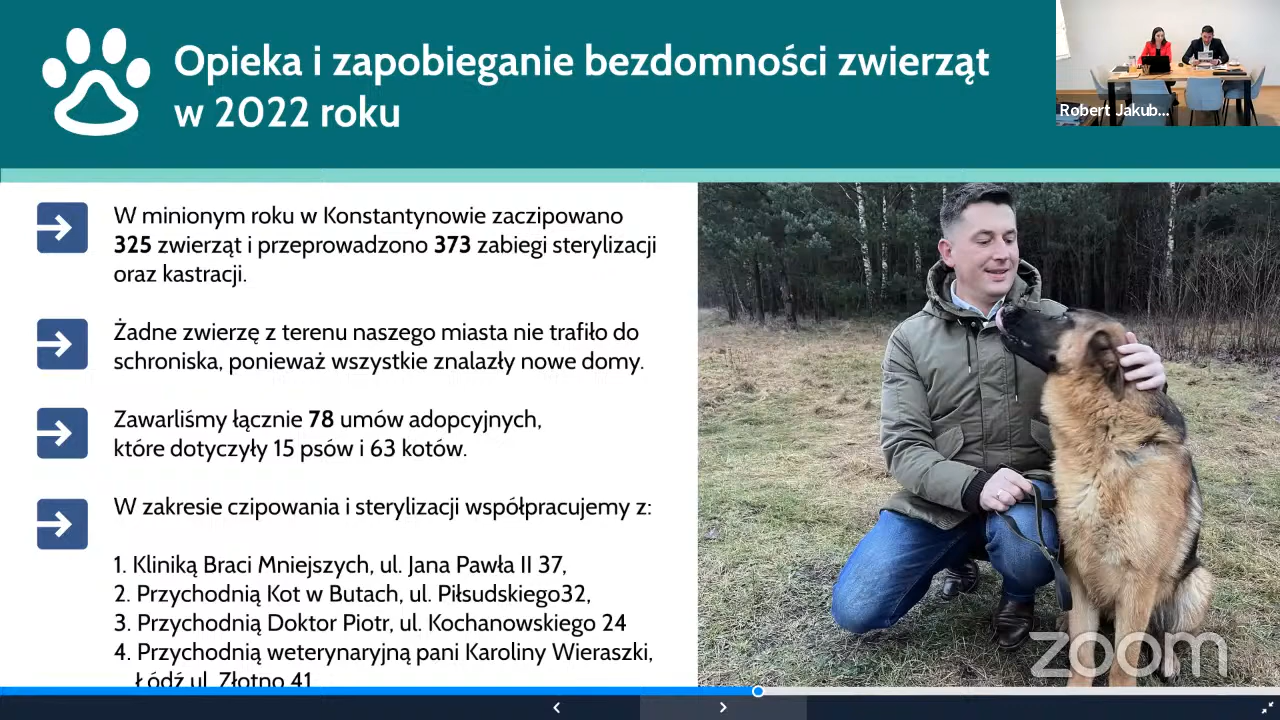 Opieka i zapobieganie bezdomności zwierząt
w 2022 roku
Robert Jakub...
W minionym roku w Konstantynowie zaczipowano
325 zwierząt i przeprowadzono 373 zabiegi sterylizacji
oraz kastracji.
Żadne zwierzę z terenu naszego miasta nie trafiło do
schroniska, ponieważ wszystkie znalazły nowe domy.
Zawarliśmy łącznie 78 umów adopcyjnych,
które dotyczyły 15 psów i 63 kotów.
W zakresie czipowania i sterylizacji współpracujemy z:
1. Kliniką Braci Mniejszych, ul. Jana Pawła II 37,
2. Przychodnią Kot w Butach, ul. Piłsudskiego32,
3. Przychodnią Doktor Piotr, ul. Kochanowskiego 24
4. Przychodnią weterynaryjną pani Karoliny Wieraszki,
Łódź ul. Złotno 41
zoom